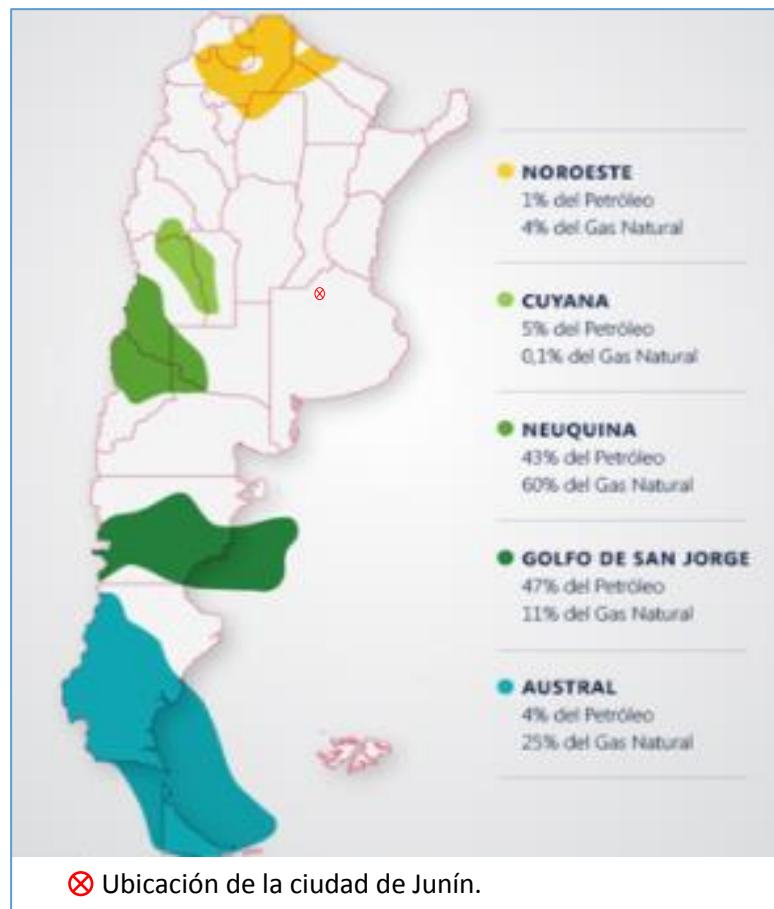 NOROESTE
1% del Petróleo
4% del Gas Natural
CUYANA
5% del Petróleo
0,1% del Gas Natural
NEUQUINA
43% del Petróleo
60% del Gas Natural
GOLFO DE SAN JORGE
47% del Petróleo
11% del Gas Natural
AUSTRAL
4% del Petróleo
25% del Gas Natural
Ubicación de la ciudad de Junín.